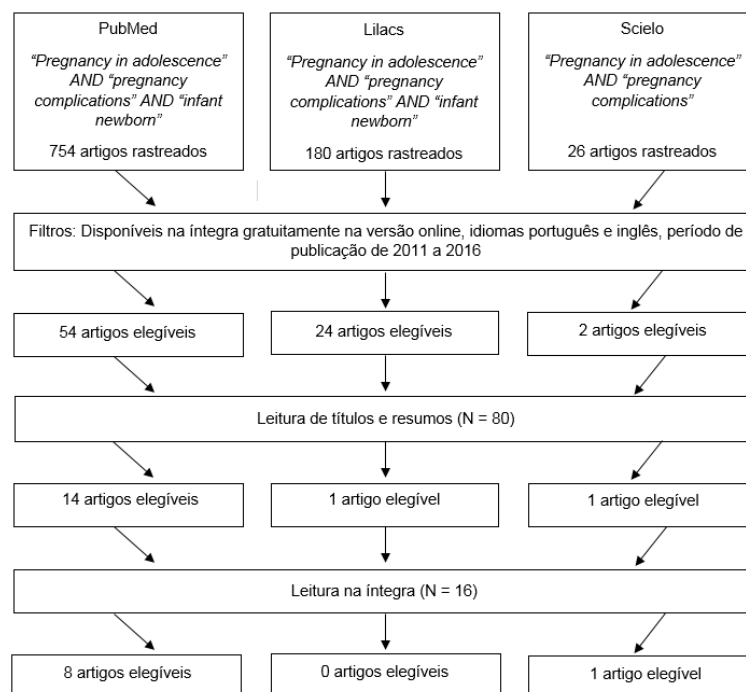 PubMed
“Pregnancy in adolescence”
AND “pregnancy
complications” AND “infant
newborn”
754 artigos rastreados
Lilacs
“Pregnancy in adolescence”
AND “pregnancy
complications” AND “infant
newborn”
180 artigos rastreados
Scielo
“Pregnancy in adolescence”
AND “pregnancy
complications”
26 artigos rastreados
Filtros: Disponíveis na íntegra gratuitamente na versão online, idiomas português e inglês, período de
publicação de 2011 a 2016
54 artigos elegíveis
24 artigos elegíveis
2 artigos elegíveis
Leitura de títulos e resumos (N = 80)
14 artigos elegíveis
1 artigo elegível
1 artigo elegível
Leitura na íntegra (N = 16)
8 artigos elegíveis
0 artigos elegíveis
1 artigo elegível